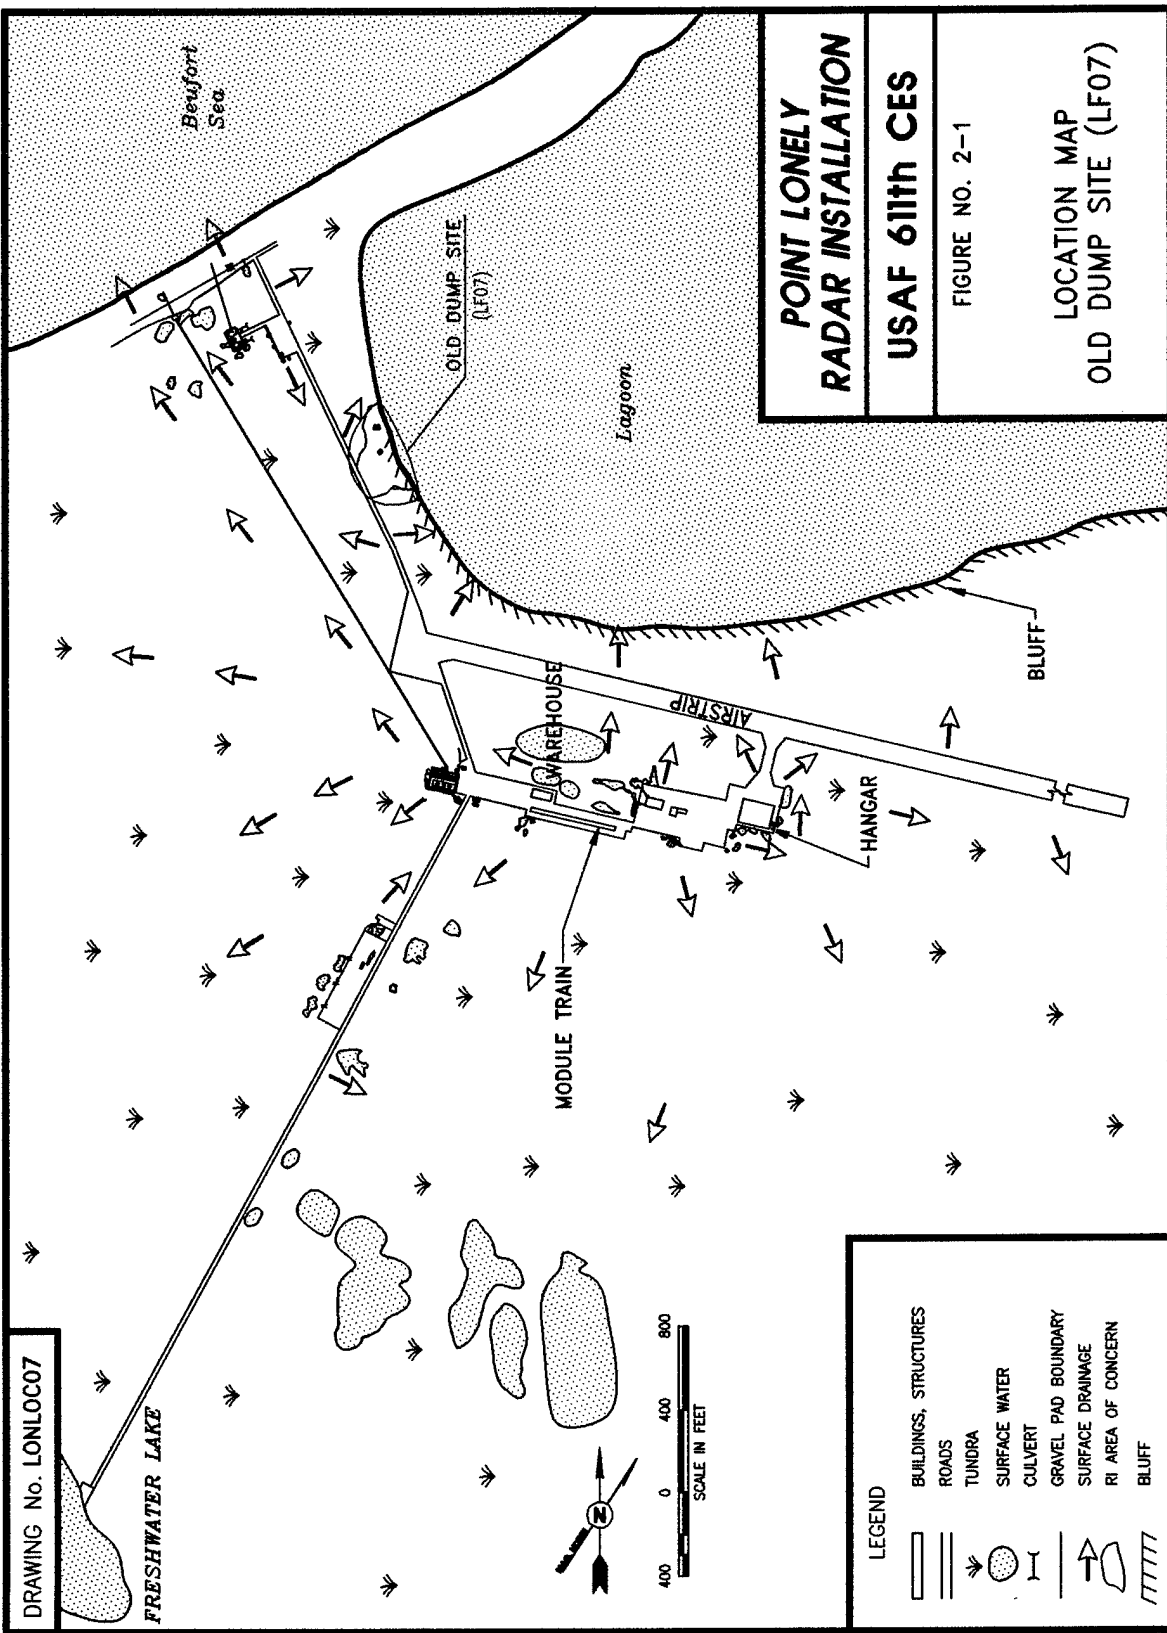 DRAWING No. LONLOC07
FRESHWATER LAKE
Beufort
Sea
OLD DUMP SITE
(LF07)
Lagoon
WAREHOUSE
AIRSTRIP
BLUFF
HANGAR
MODULE TRAIN
N
400
0
400
800
SCALE IN FEET
LEGEND
BUILDINGS, STRUCTURES
ROADS
TUNDRA
SURFACE WATER
CULVERT
GRAVEL PAD BOUNDARY
SURFACE DRAINAGE
RI AREA OF CONCERN
BLUFF
POINT LONELY
RADAR INSTALLATION
USAF 611th CES
FIGURE NO. 2-1
LOCATION MAP
OLD DUMP SITE (LF07)